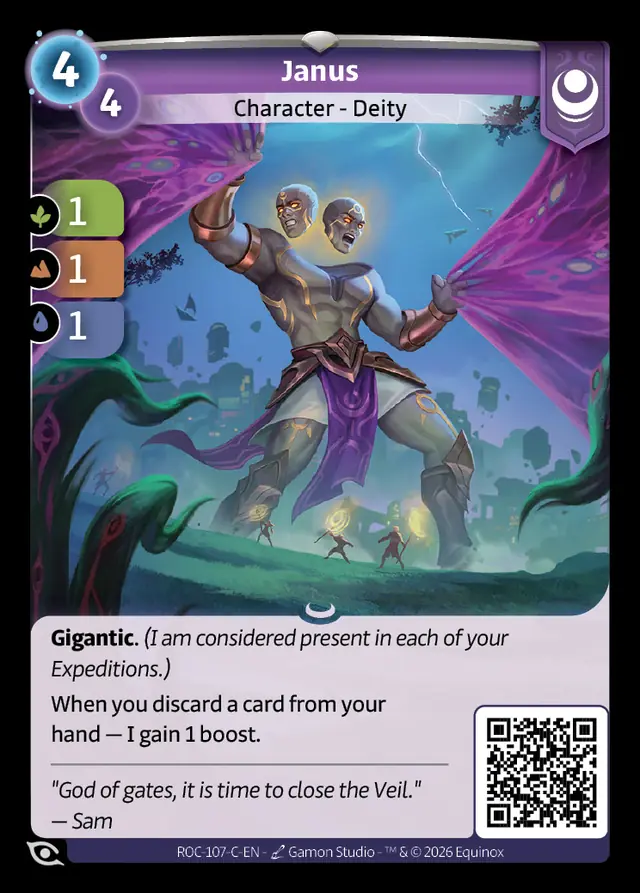 4
Janus
4
Character - Deity
1
1
1
Gigantic. (I am considered present in each of your
Expeditions.)
When you discard a card from your
hand — I gain 1 boost.
"God of gates, it is time to close the Veil."
— Sam
ROC-107-C-EN - Gamon Studio - ™ & © 2026 Equinox